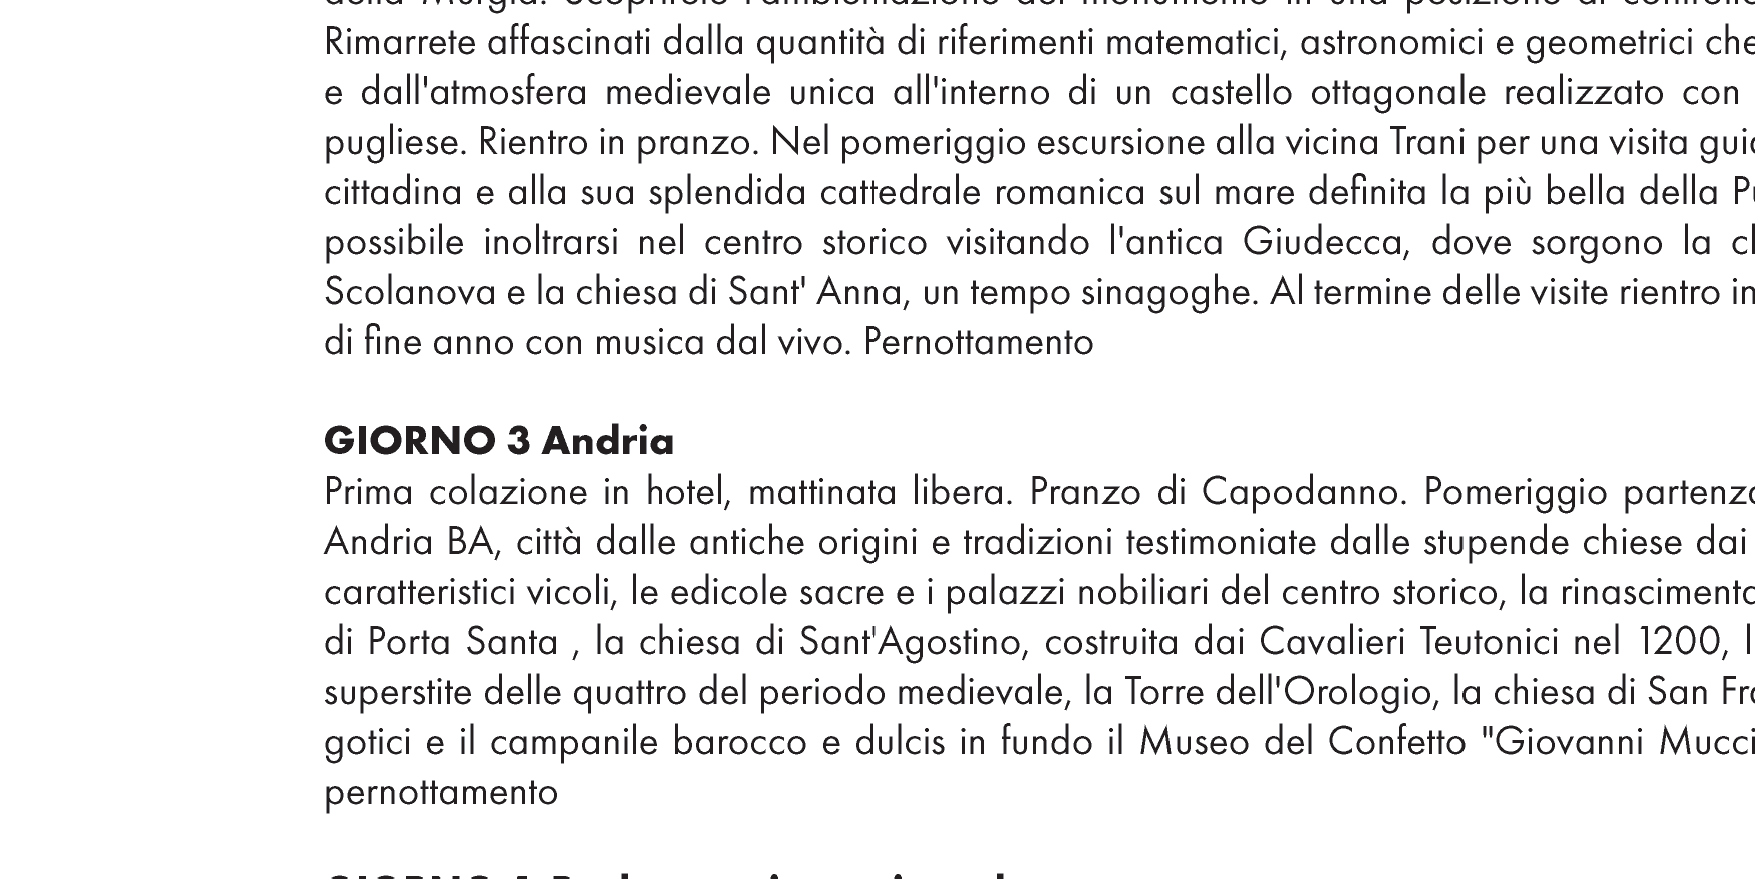 Rimarrete affascinati dalla quantità di riferimenti matematici, astronomici e geometrici che
e dall'atmosfera medievale unica all'interno di un castello ottagonale realizzato con
pugliese. Rientro in pranzo. Nel pomeriggio escursione alla vicina Trani per una visita
cittadina e alla sua splendida cattedrale romanica sul mare definita la più bella della
possibile inoltrarsi nel centro storico visitando l'antica Giudecca, dove sorgono la
Scolanova e la chiesa di Sant' Anna, un tempo sinagoghe. Al termine delle visite rientro in
di fine anno con musica dal vivo. Pernottamento
GIORNO 3 Andria
Prima colazione in hotel, mattinata libera. Pranzo di Capodanno. Pomeriggio partenza
Andria BA, città dalle antiche origini e tradizioni testimoniate dalle stupende chiese dai
caratteristici vicoli, le edicole sacre e i palazzi nobiliari del centro storico, la
di Porta Santa , la chiesa di Sant'Agostino, costruita dai Cavalieri Teutonici nel 1200,
superstite delle quattro del periodo medievale, la Torre dell'Orologio, la chiesa di San
gotici e il campanile barocco e dulcis in fundo il Museo del Confetto "Giovanni
pernottamento